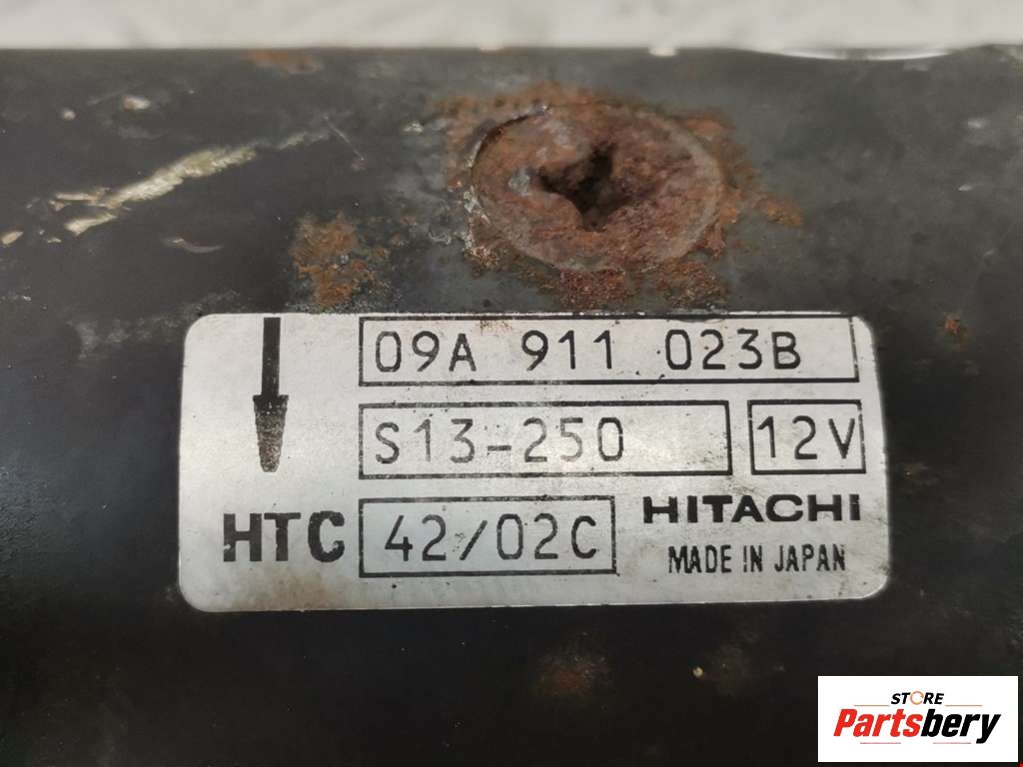 09A 911 023B
S13-250 12V
HTC 42/02C HITACHI
MADE IN JAPAN
STORE
Partsbery